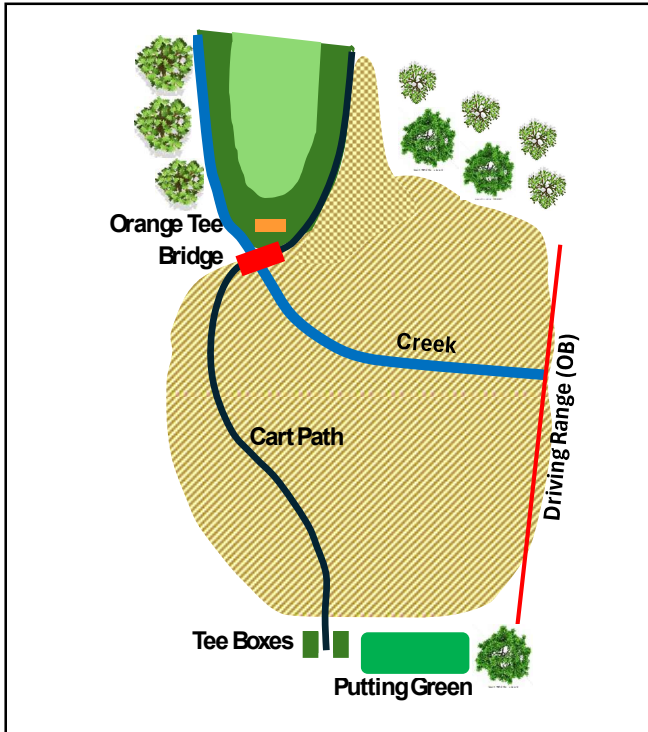 Orange Tee
Bridge
Creek
Cart Path
Driving Range (OB)
Tee Boxes
Putting Green